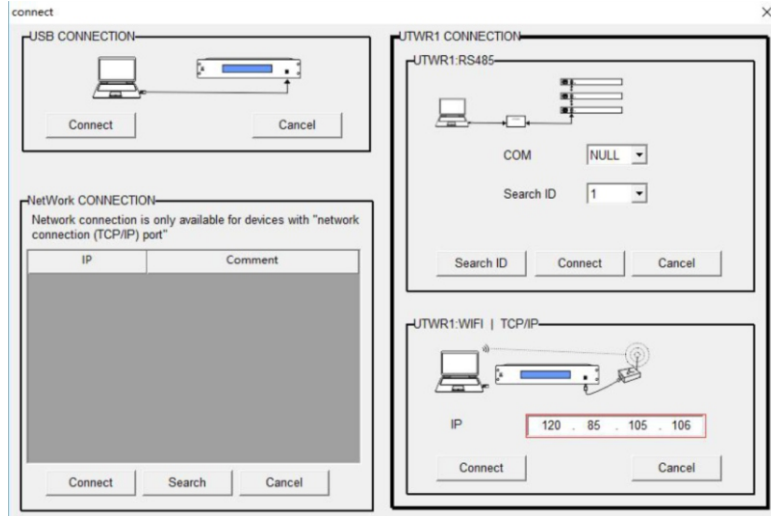 connect
USB CONNECTION
Connect Cancel
NetWork CONNECTION
Network connection is only available for devices with "network
connection (TCP/IP) port"
IP Comment
Connect Search Cancel
UTWR1 CONNECTION
UTWR1:RS485
COM NULL
Search ID 1
Search ID Connect Cancel
UTWR1:WIFI | TCP/IP
IP 120 . 85 . 105 . 106
Connect Cancel